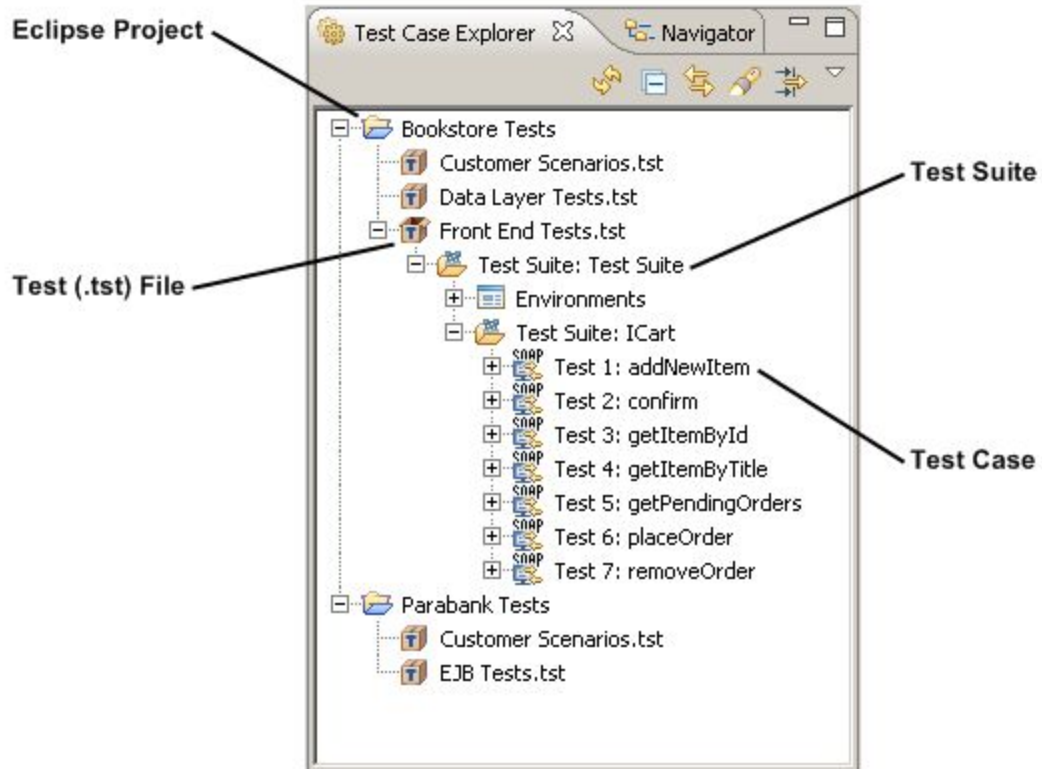 Eclipse Project
Test Case Explorer
Navigator
Bookstore Tests
Customer Scenarios.tst
Data Layer Tests.tst
Test Suite
Front End Tests.tst
Test Suite: Test Suite
Test (.tst) File
Environments
Test Suite: ICart
SOAP Test 1: addNewItem
SOAP Test 2: confirm
SOAP Test 3: getItemById
Test Case
SOAP Test 4: getItemByTitle
SOAP Test 5: getPendingOrders
SOAP Test 6: placeOrder
SOAP Test 7: removeOrder
Parabank Tests
Customer Scenarios.tst
EJB Tests.tst